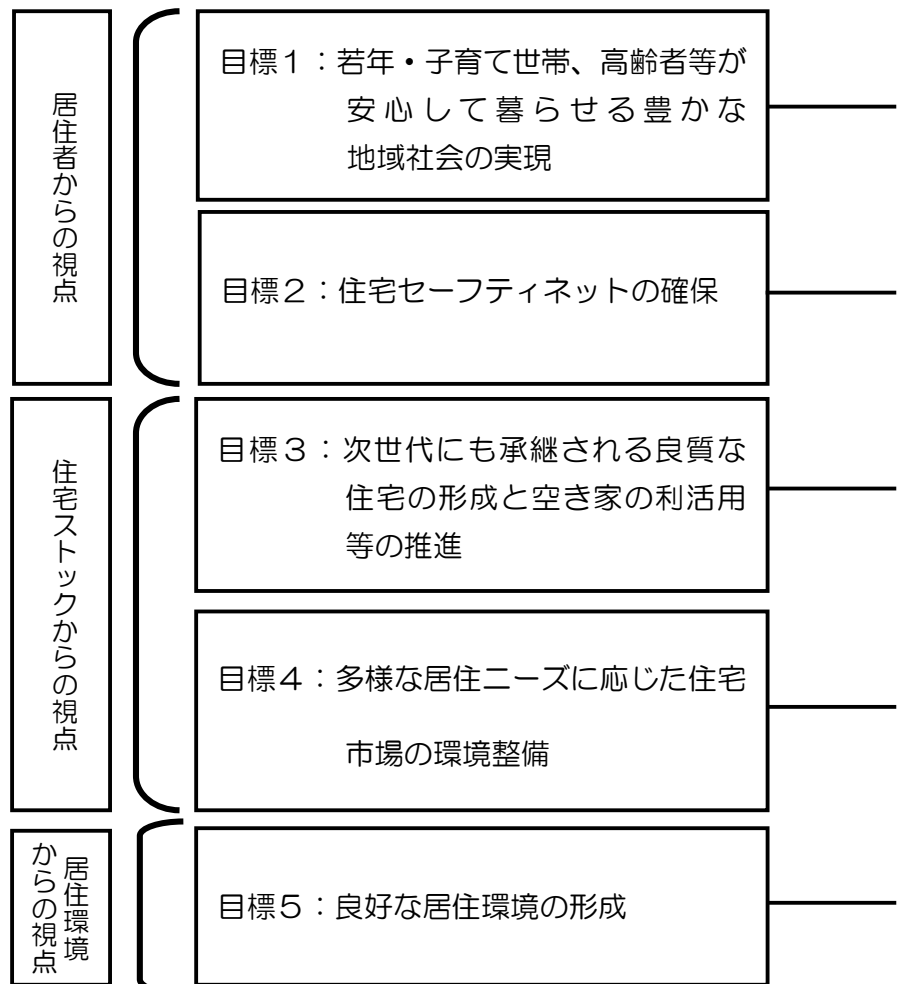 居住者からの視点
目標１：若年・子育て世帯、高齢者等が
安心して暮らせる豊かな
地域社会の実現
目標２：住宅セーフティネットの確保
住宅ストックからの視点
目標３：次世代にも承継される良質な
住宅の形成と空き家の利活用
等の推進
目標４：多様な居住ニーズに応じた住宅
市場の環境整備
居住環境
からの視点
目標５：良好な居住環境の形成